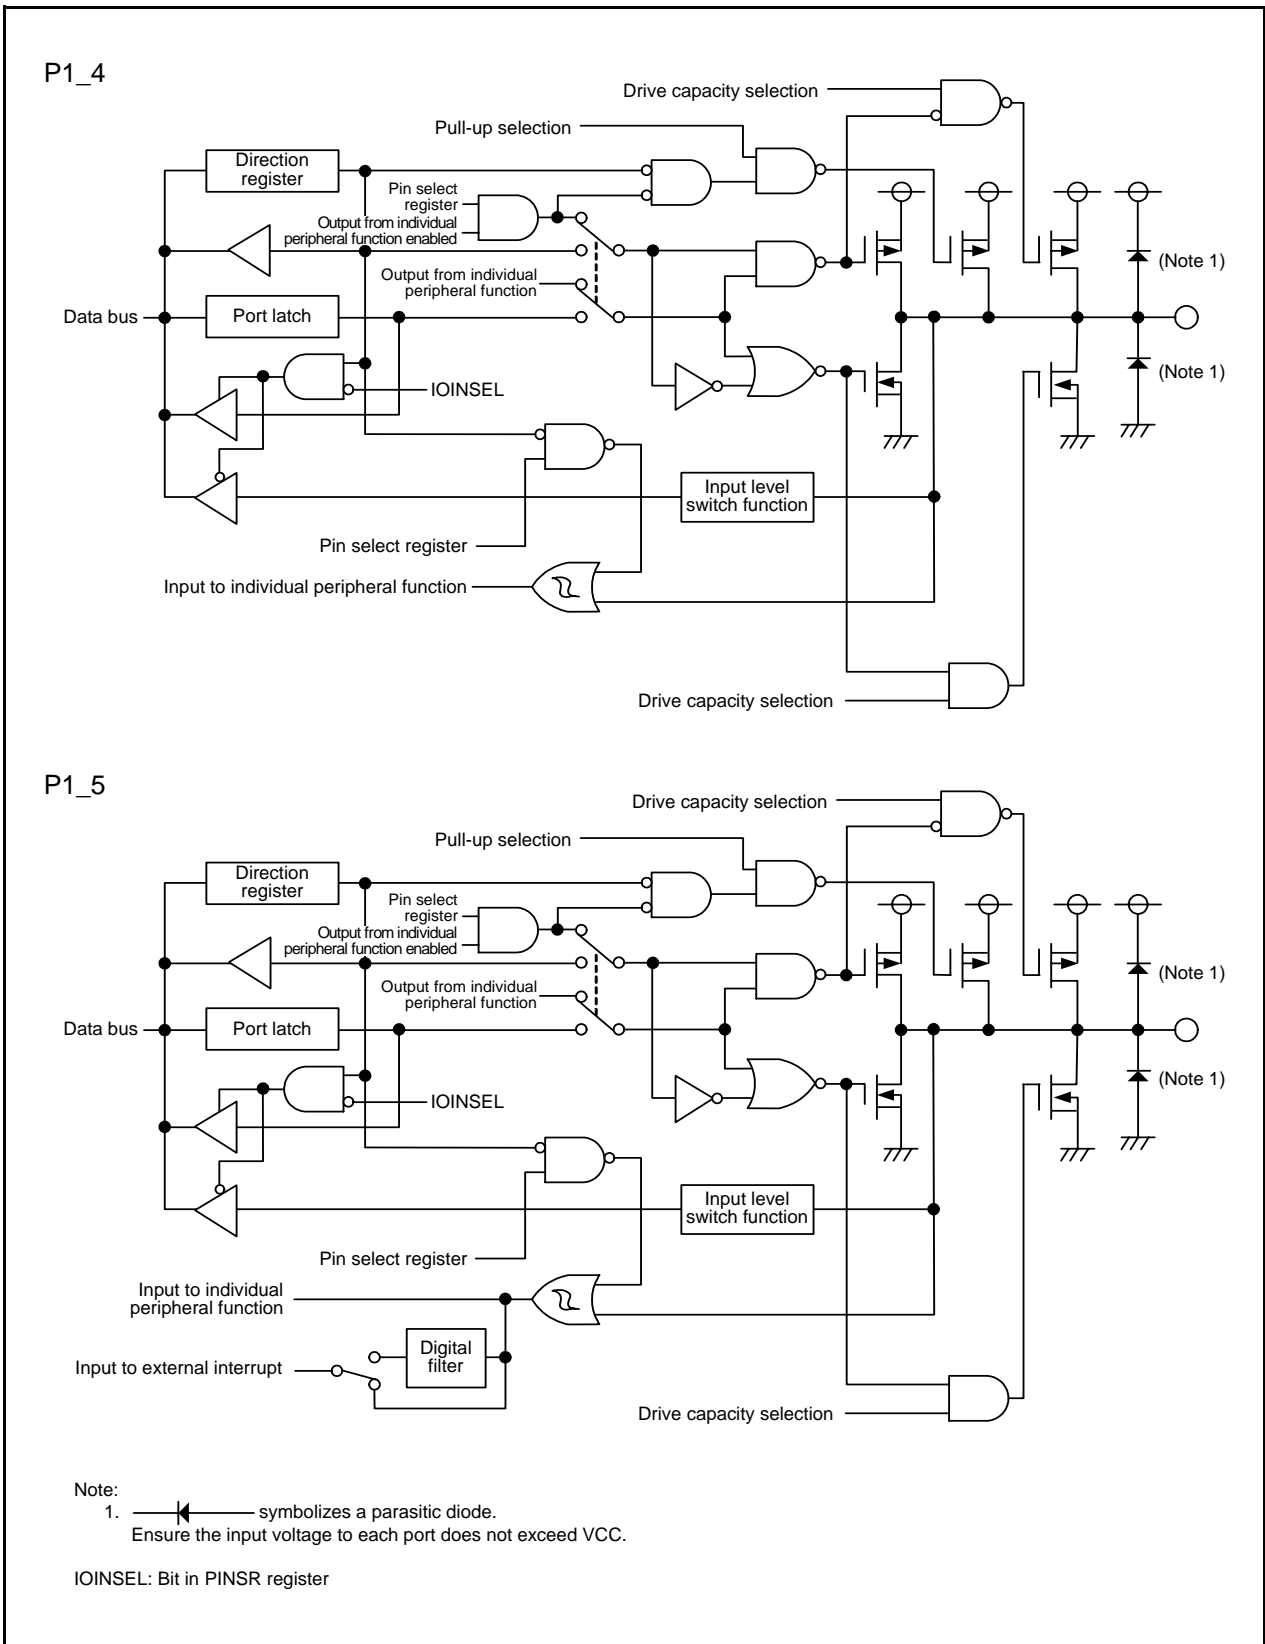 P1_4
Drive capacity selection
Pull-up selection
Direction
register
Pin select
register
Output from individual
peripheral function enabled
(Note 1)
Output from individual
peripheral function
Data bus
Port latch
(Note 1)
IOINSEL
Input level
switch function
Pin select register
Input to individual peripheral function
Drive capacity selection
P1_5
Drive capacity selection
Pull-up selection
Direction
register
Pin select
register
Output from individual
peripheral function enabled
(Note 1)
Output from individual
peripheral function
Data bus
Port latch
(Note 1)
IOINSEL
Input level
switch function
Pin select register
Input to individual
peripheral function
Digital
filter
Input to external interrupt
Drive capacity selection
Note:
1. symbolizes a parasitic diode.
Ensure the input voltage to each port does not exceed VCC.
IOINSEL: Bit in PINSR register